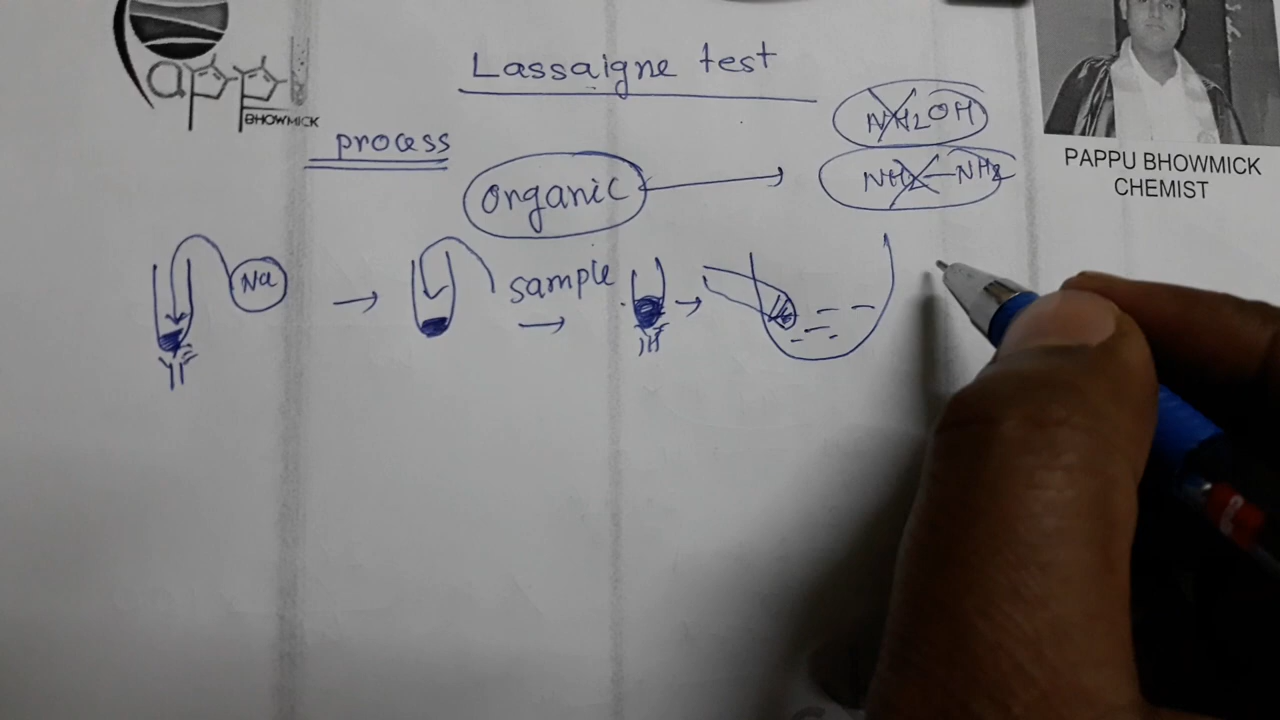 Lassaigne test
NH2OH
BHOWMICK
process
PAPPU BHOWMICK
CHEMIST
organic
NH2-NH2
Na
sample